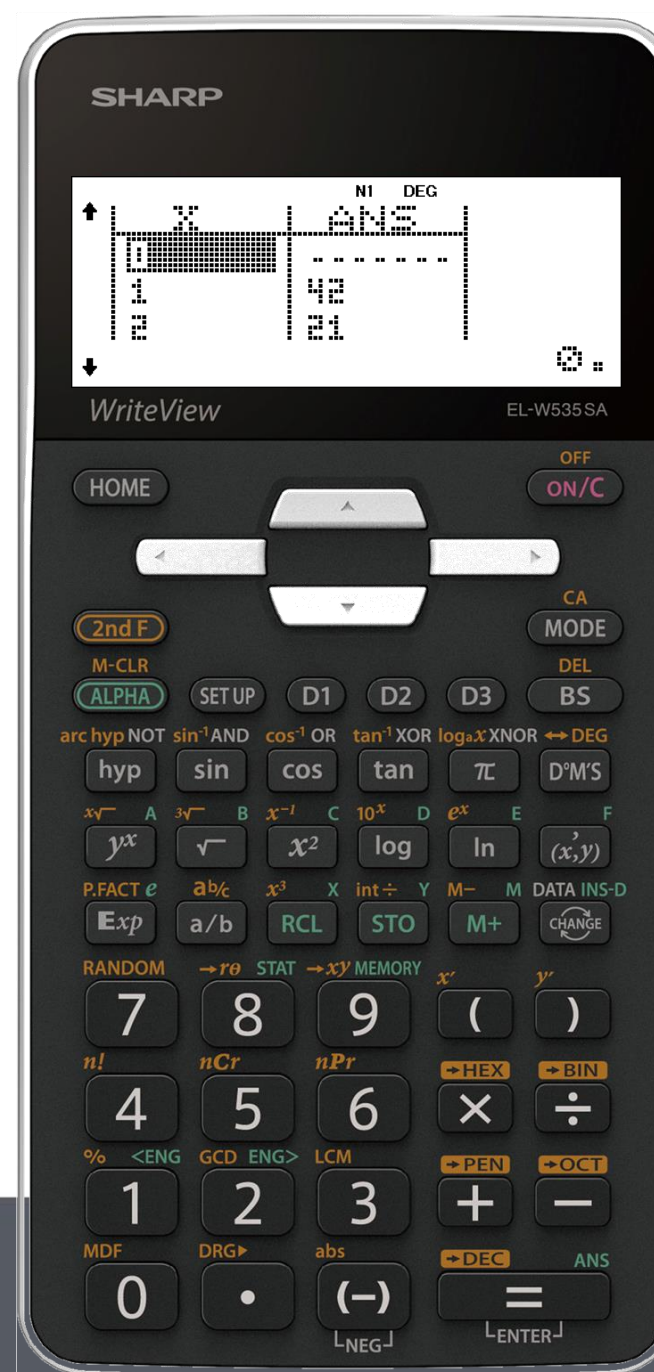 SHARP
N1 DEG
X ANS
0 -------
1 42
2 21
0.
WriteView EL-W535SA
OFF
HOME ON/C
CA
2nd F MODE
M-CLR DEL
ALPHA SET UP D1 D2 D3 BS
arc hyp NOT sin⁻¹ AND cos⁻¹ OR tan⁻¹ XOR logₐx XNOR ↔DEG
hyp sin cos tan π D°M'S
ˣ√‾ A ³√‾ B x⁻¹ C 10ˣ D eˣ E F
yˣ √‾ x² log ln (x,y)
P.FACT e ab/c x³ X int÷ Y M− M DATA INS-D
Exp a/b RCL STO M+ CHANGE
RANDOM →rθ STAT →xy MEMORY x′ y′
7 8 9 ( )
n! nCr nPr →HEX →BIN
4 5 6 × ÷
% <ENG GCD ENG> LCM →PEN →OCT
1 2 3 + −
MDF DRG▸ abs →DEC ANS
0 • (−) =
NEG ENTER